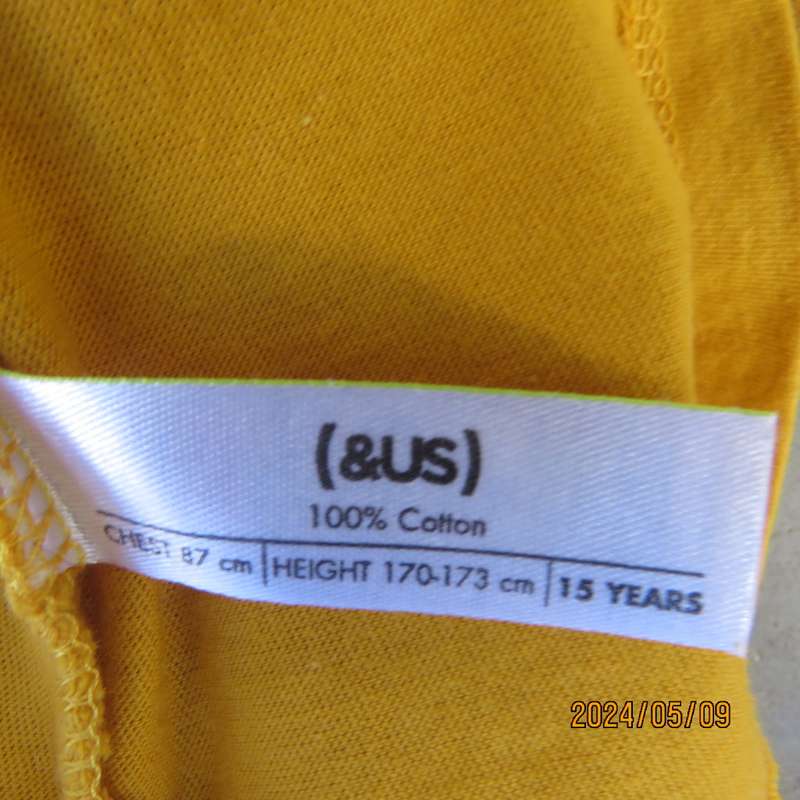 (&US)
100% Cotton
CHEST 87 cm HEIGHT 170-173 cm 15 YEARS
2024/05/09